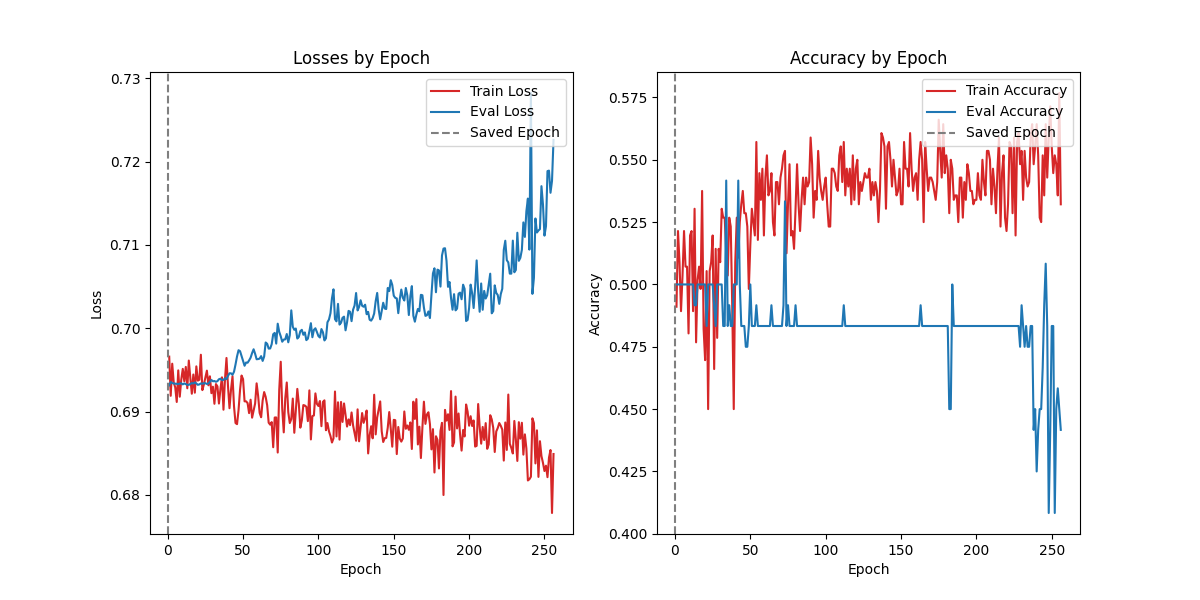 Losses by Epoch
Loss
0.73
0.72
0.71
0.70
0.69
0.68
0 50 100 150 200 250
Epoch
Train Loss
Eval Loss
Saved Epoch
Accuracy by Epoch
Accuracy
0.575
0.550
0.525
0.500
0.475
0.450
0.425
0.400
0 50 100 150 200 250
Epoch
Train Accuracy
Eval Accuracy
Saved Epoch